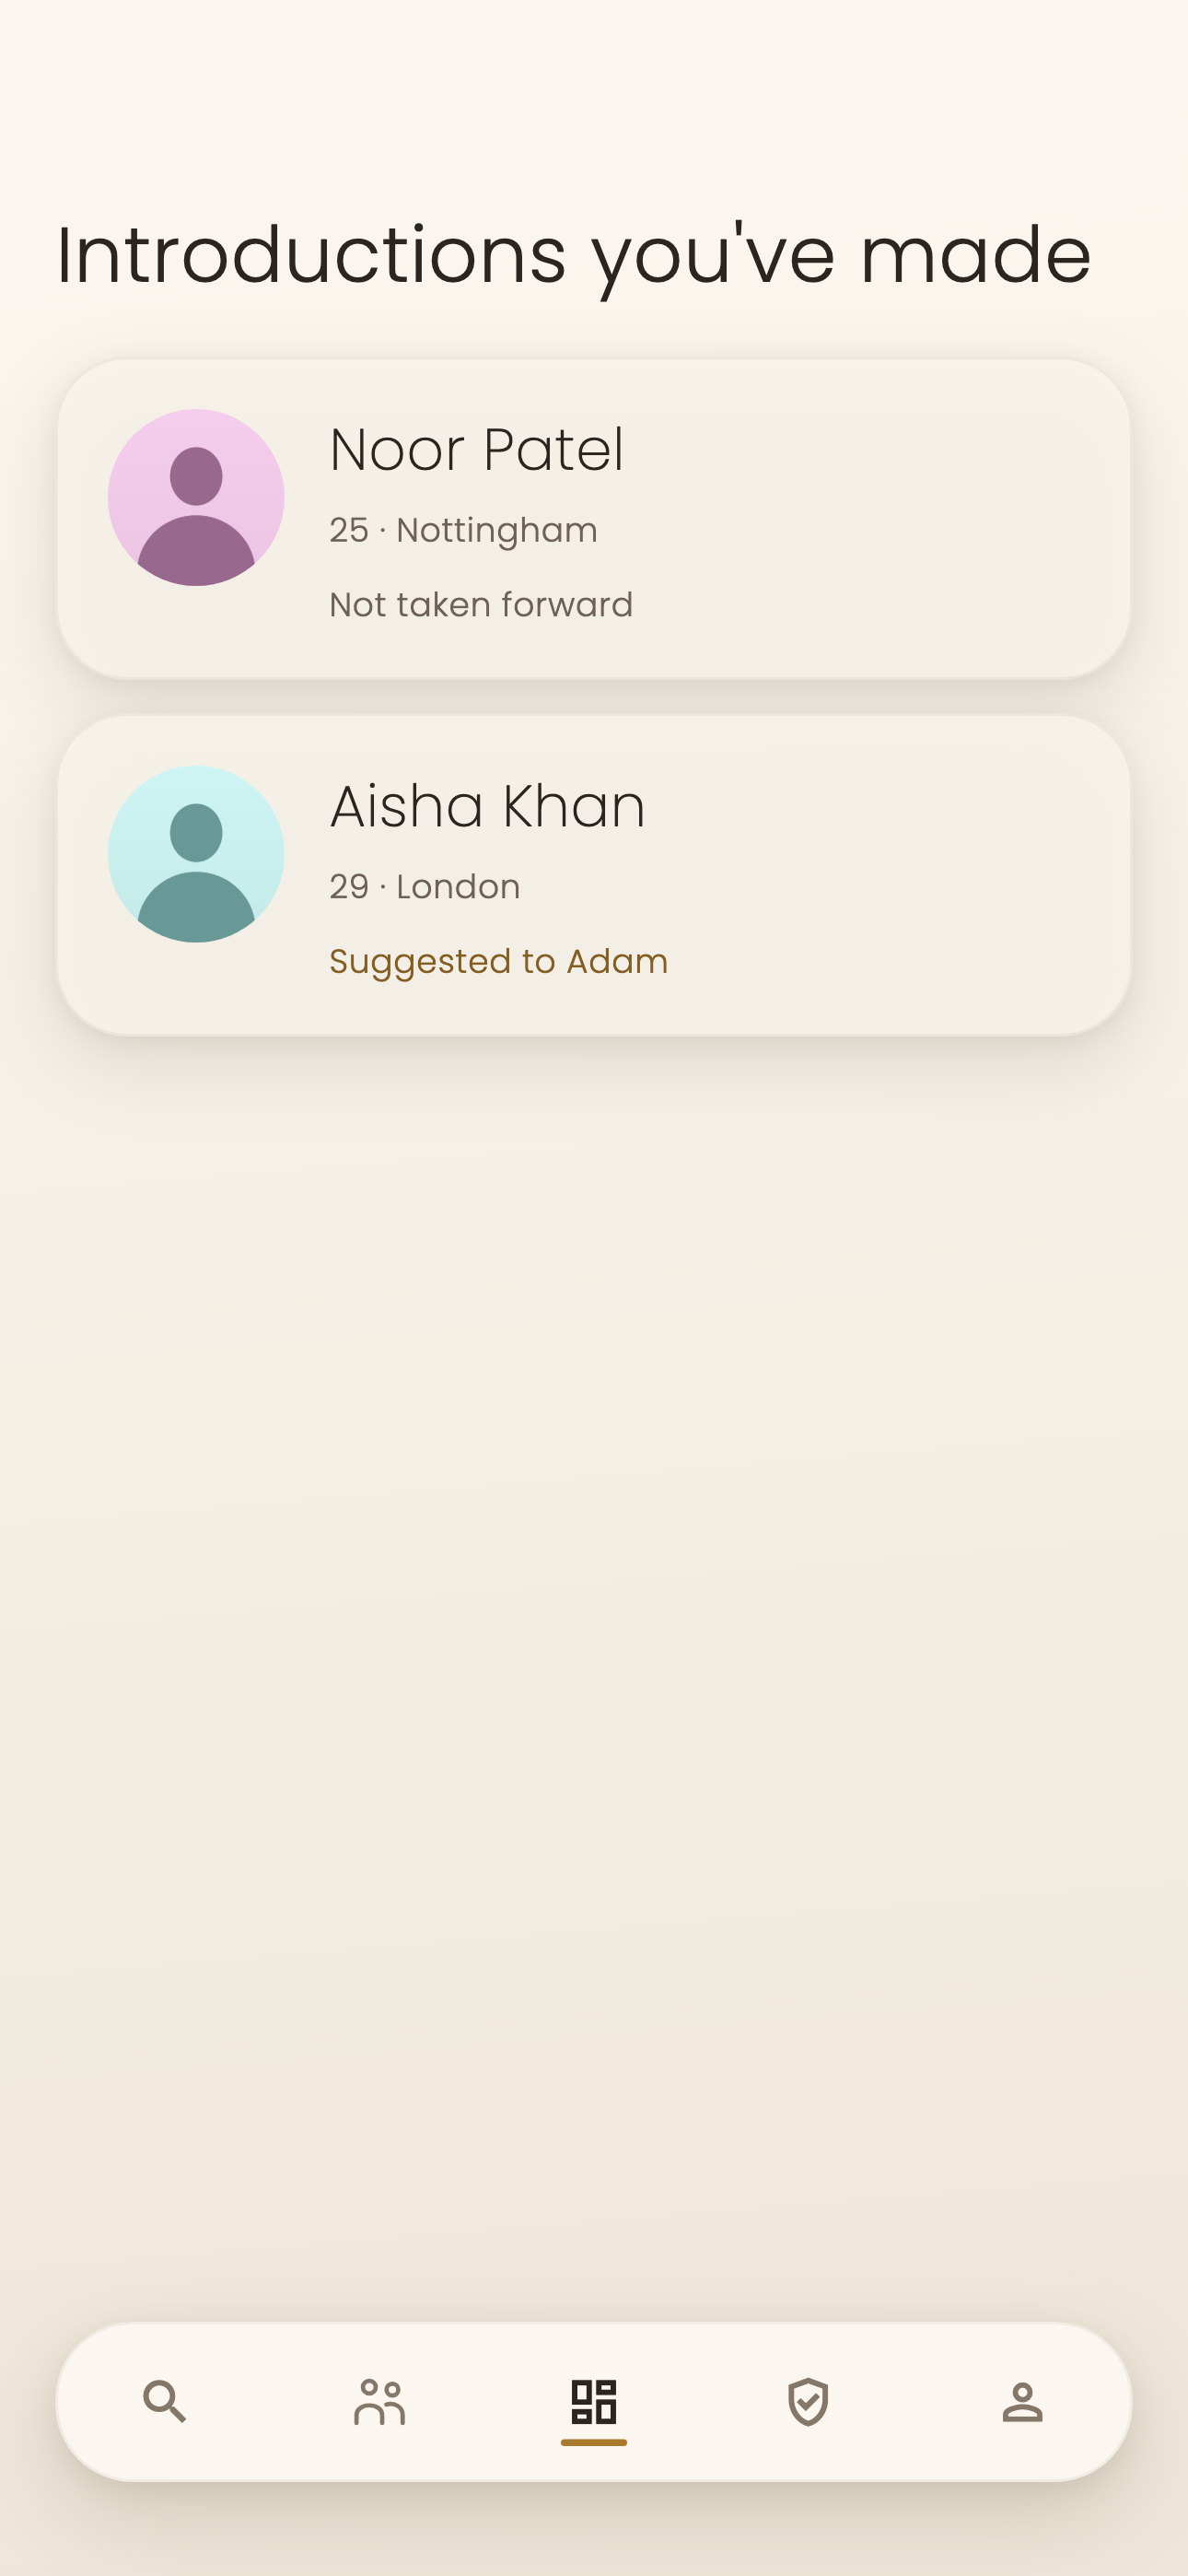 Introductions you've made
Noor Patel
25 · Nottingham
Not taken forward
Aisha Khan
29 · London
Suggested to Adam